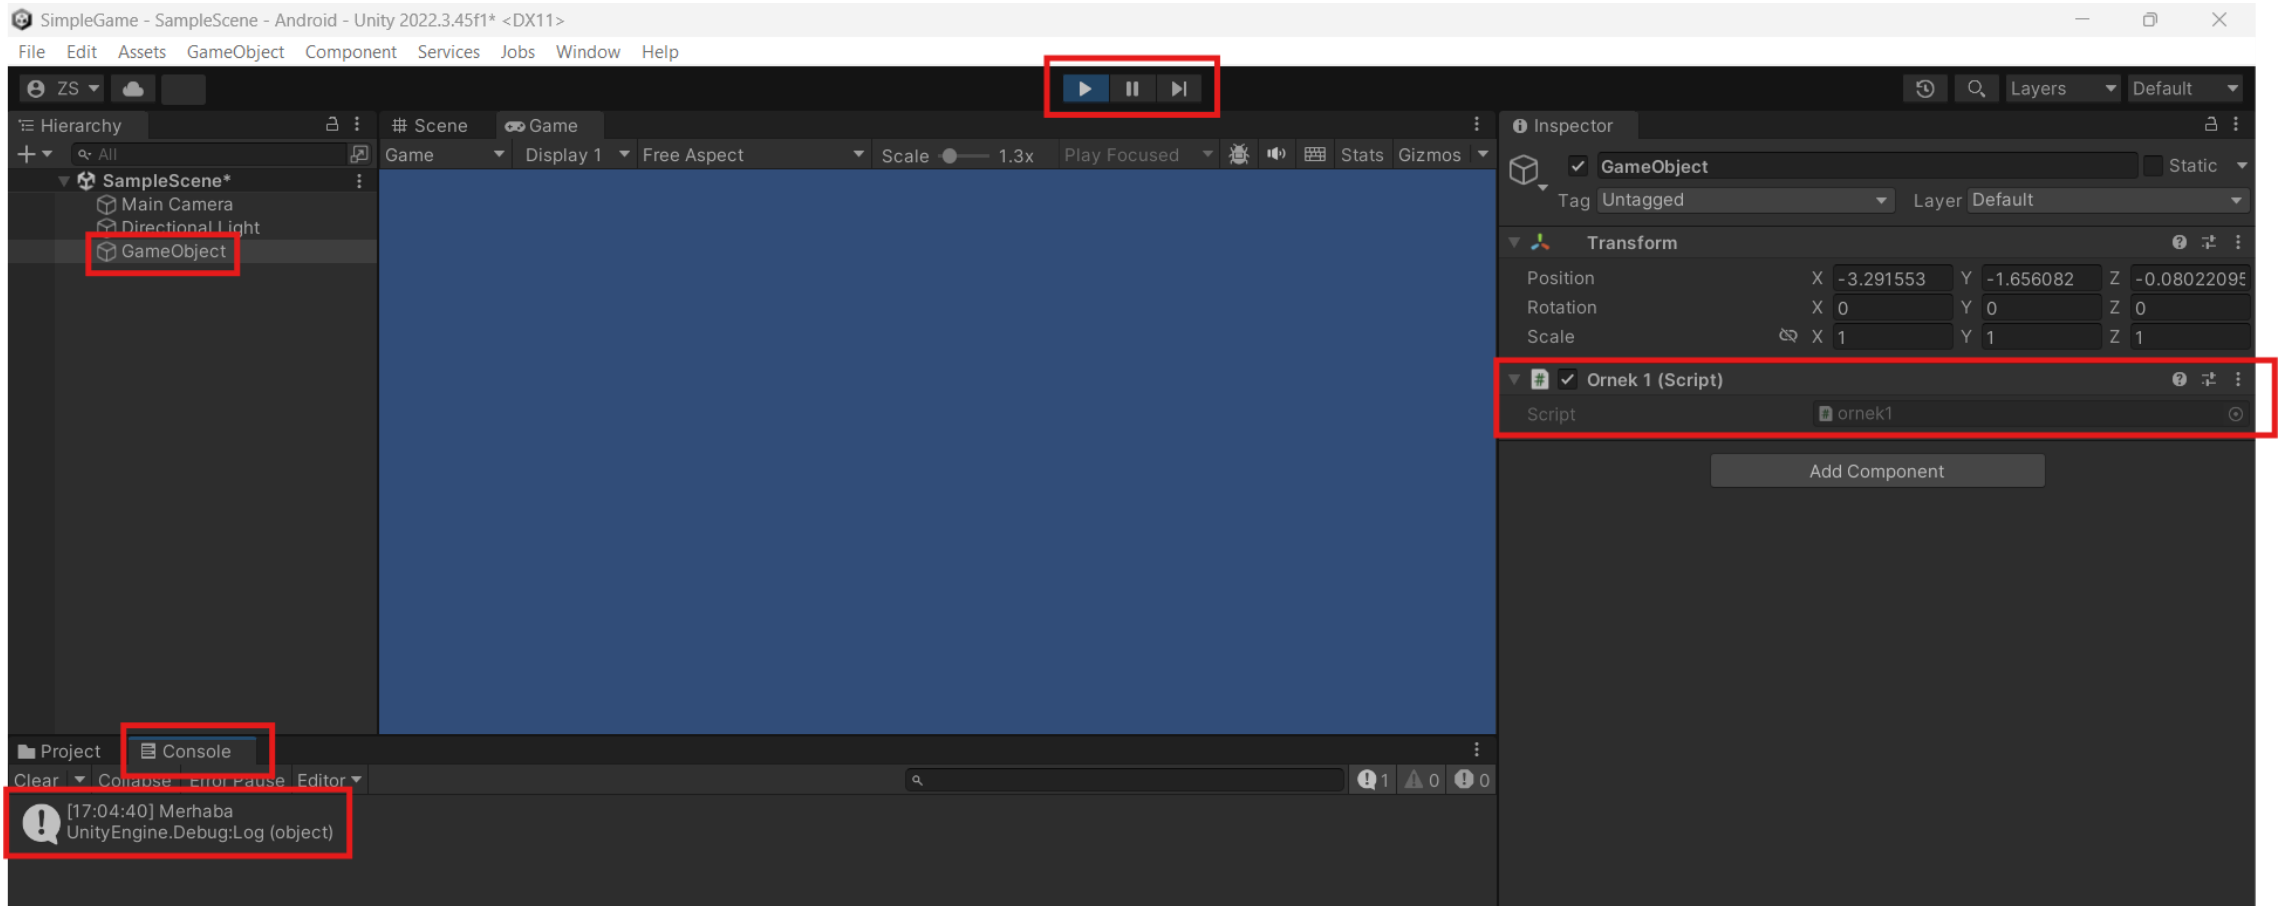 SimpleGame - SampleScene - Android - Unity 2022.3.45f1* <DX11>
File Edit Assets GameObject Component Services Jobs Window Help
ZS Layers Default
Hierarchy Scene Game Inspector
All Game Display 1 Free Aspect Scale 1.3x Play Focused Stats Gizmos
GameObject Static
SampleScene*
Tag Untagged Layer Default
Main Camera
Directional Light
GameObject
Transform
Position X -3.291553 Y -1.656082 Z -0.08022095
Rotation X 0 Y 0 Z 0
Scale X 1 Y 1 Z 1
# Ornek 1 (Script)
Script # ornek1
Add Component
Project Console
Clear Collapse Error Pause Editor 1 0 0
[17:04:40] Merhaba
UnityEngine.Debug:Log (object)